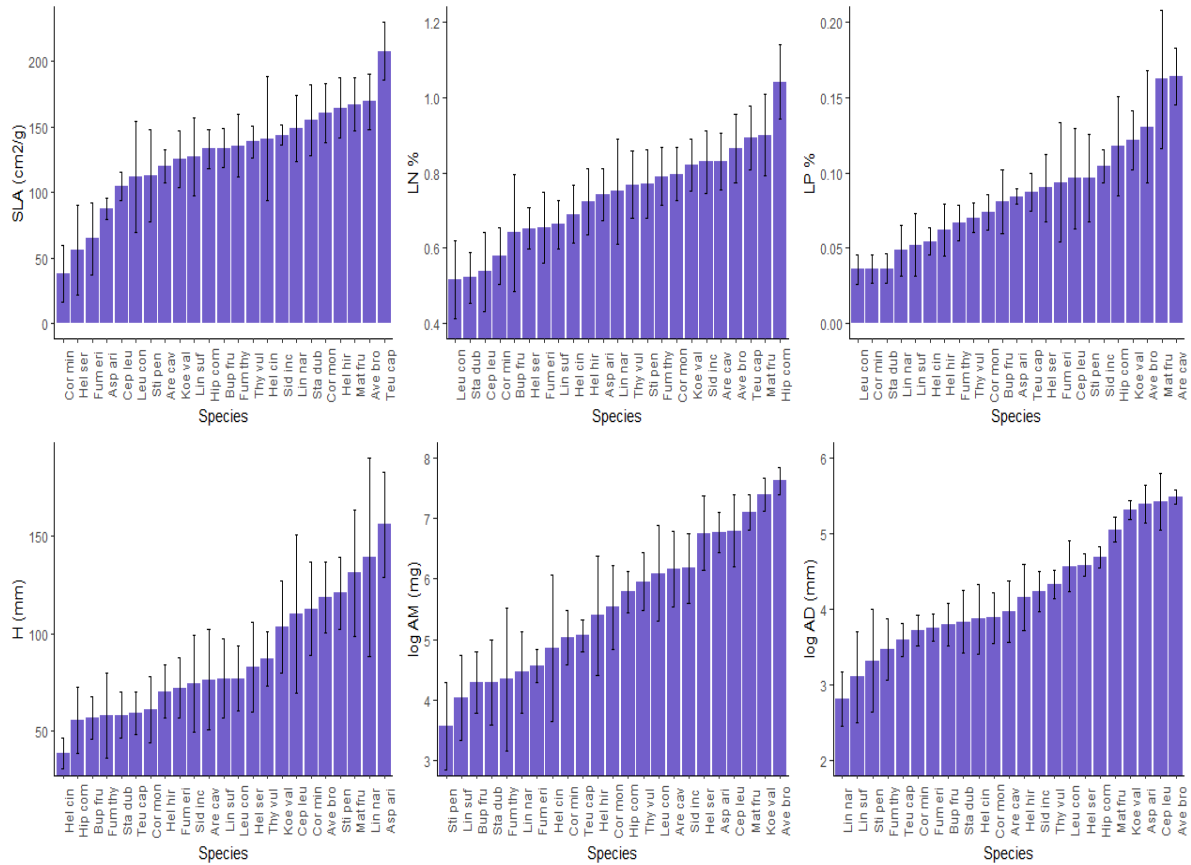 SLA (cm2/g)
200
150
100
50
0
Cor min
Hel ser
Fum eri
Asp ari
Cep leu
Leu con
Sti pen
Are cav
Koe val
Lin suf
Hip com
Bup fru
Fum thy
Thy vul
Hel cin
Sid inc
Lin nar
Sta dub
Cor mon
Hel hir
Mat fru
Ave bro
Teu cap
Species
LN %
1.2
1.0
0.8
0.6
0.4
Leu con
Sta dub
Cep leu
Cor min
Bup fru
Hel ser
Fum eri
Lin suf
Hel cin
Hel hir
Asp ari
Lin nar
Thy vul
Sti pen
Fum thy
Cor mon
Koe val
Sid inc
Are cav
Ave bro
Teu cap
Mat fru
Hip com
Species
LP %
0.20
0.15
0.10
0.05
0.00
Leu con
Cor min
Sta dub
Lin nar
Lin suf
Hel cin
Hel hir
Fum thy
Thy vul
Cor mon
Bup fru
Asp ari
Teu cap
Hel ser
Fum eri
Cep leu
Sti pen
Sid inc
Hip com
Koe val
Ave bro
Mat fru
Are cav
Species
H (mm)
150
100
50
Hel cin
Hip com
Bup fru
Fum thy
Sta dub
Teu cap
Cor mon
Hel hir
Fum eri
Sid inc
Are cav
Lin suf
Leu con
Hel ser
Thy vul
Koe val
Cep leu
Cor min
Ave bro
Sti pen
Mat fru
Lin nar
Asp ari
Species
log AM (mg)
8
7
6
5
4
3
Sti pen
Lin suf
Bup fru
Sta dub
Fum thy
Lin nar
Fum eri
Hel cin
Cor min
Teu cap
Hel hir
Cor mon
Hip com
Thy vul
Leu con
Are cav
Sid inc
Hel ser
Asp ari
Cep leu
Mat fru
Koe val
Ave bro
Species
log AD (mm)
6
5
4
3
2
Lin nar
Lin suf
Sti pen
Fum thy
Teu cap
Cor min
Fum eri
Bup fru
Sta dub
Hel cin
Cor mon
Are cav
Hel hir
Sid inc
Thy vul
Leu con
Hel ser
Hip com
Mat fru
Koe val
Asp ari
Cep leu
Ave bro
Species